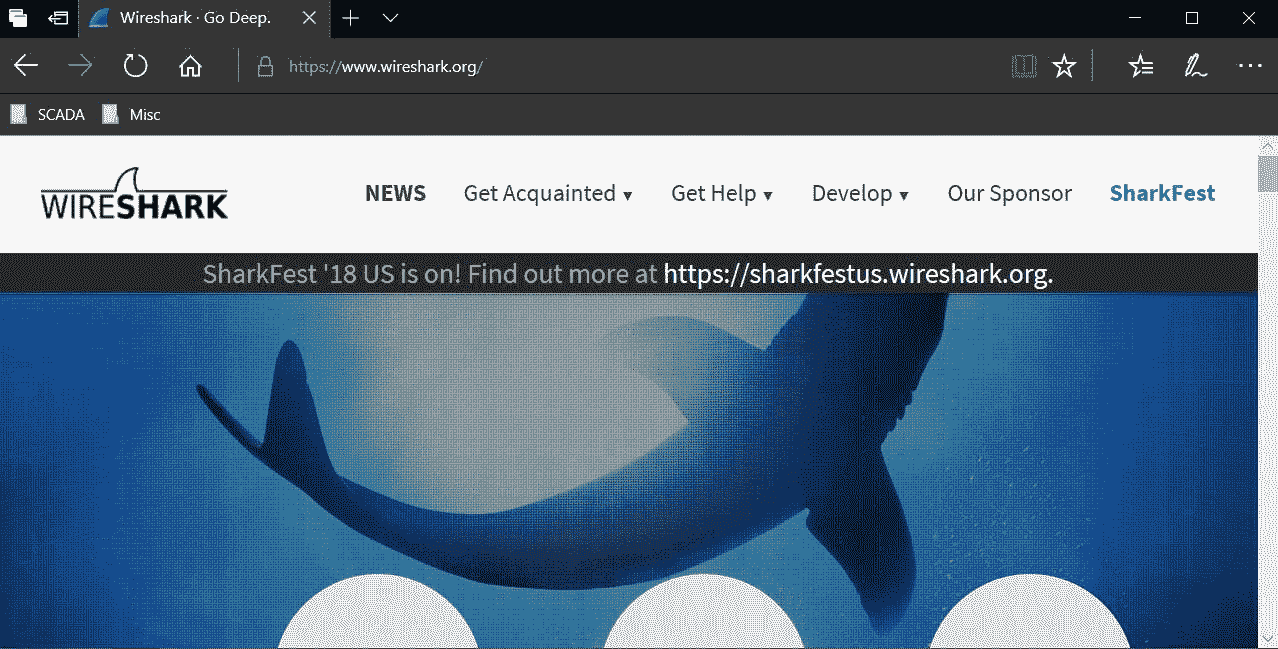 Wireshark · Go Deep.
https://www.wireshark.org/
SCADA Misc
WIRESHARK NEWS Get Acquainted ▾ Get Help ▾ Develop ▾ Our Sponsor SharkFest
SharkFest '18 US is on! Find out more at https://sharkfestus.wireshark.org.